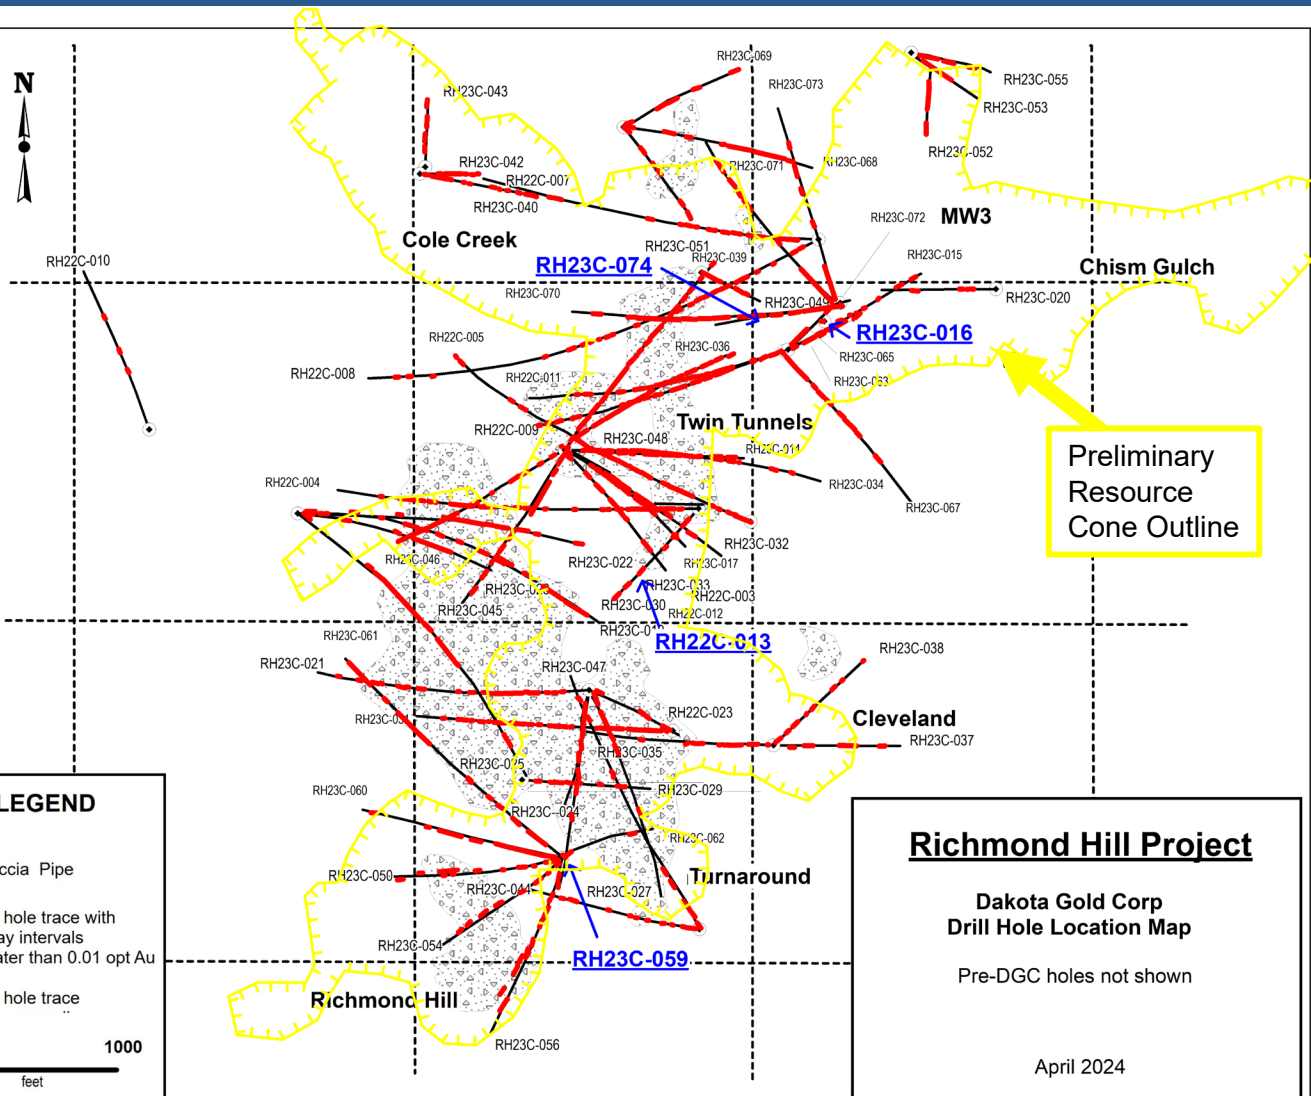 RH23C-069
RH23C-073
RH23C-055
N
RH23C-043
RH23C-053
RH23C-052
RH23C-042
RH23C-071
RH23C-068
RH22C-007
RH23C-040
MW3
RH23C-072
Cole Creek
RH23C-051
RH23C-039
RH23C-015
RH22C-010
RH23C-074
Chism Gulch
RH23C-070
RH23C-049
RH23C-020
RH22C-005
RH23C-016
RH23C-036
RH23C-065
RH22C-008
RH22C-011
RH23C-063
Twin Tunnels
RH22C-009
RH23C-048
Preliminary
Resource
Cone Outline
RH23C-034
RH22C-004
RH23C-067
RH23C-032
RH23C-046
RH23C-022
RH23C-017
RH23C-033
RH22C-003
RH23C-045
RH23C-030
RH22C-012
RH23C-061
RH22C-013
RH23C-021
RH23C-047
RH23C-038
RH22C-023
Cleveland
RH23C-037
RH23C-035
RH23C-025
RH23C-060
RH23C-029
LEGEND
RH23C-024
RH23C-062
Richmond Hill Project
ccia Pipe
RH23C-050
RH23C-044
RH23C-027
Turnaround
Dakota Gold Corp
Drill Hole Location Map
hole trace with
ay intervals
ater than 0.01 opt Au
RH23C-054
RH23C-059
Pre-DGC holes not shown
hole trace
Richmond Hill
1000
RH23C-056
April 2024
feet